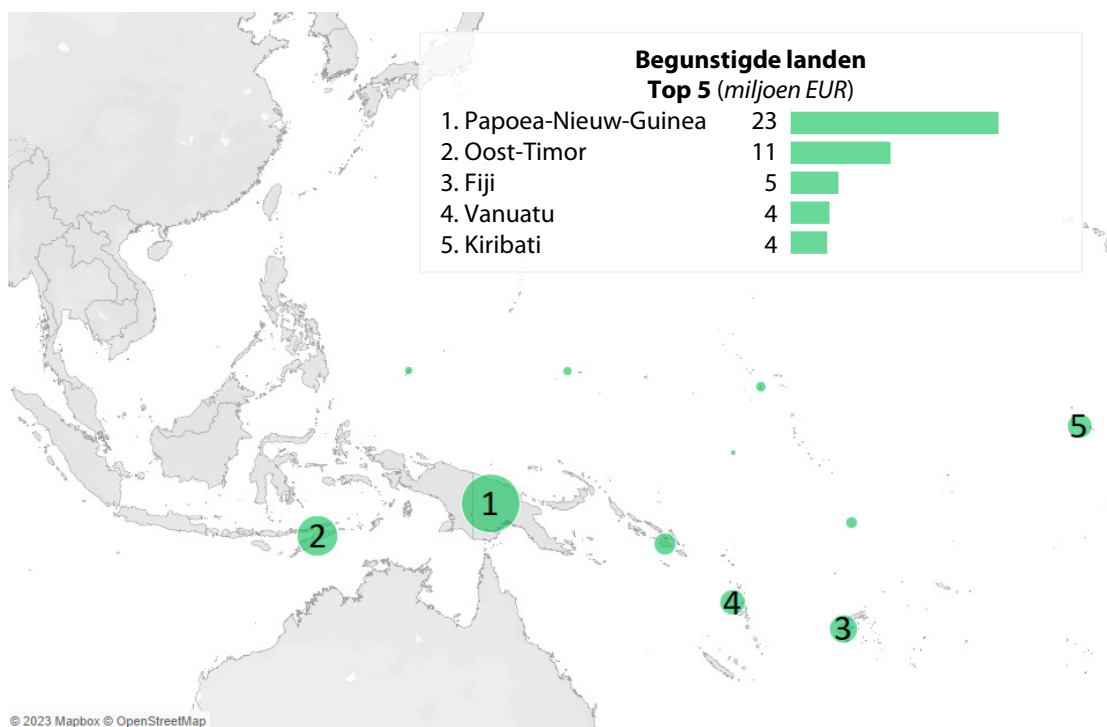 Begunstigde landen
Top 5 (miljoen EUR)
1. Papoea-Nieuw-Guinea 23
2. Oost-Timor 11
3. Fiji 5
4. Vanuatu 4
5. Kiribati 4
5
1
2
4
3
© 2023 Mapbox © OpenStreetMap